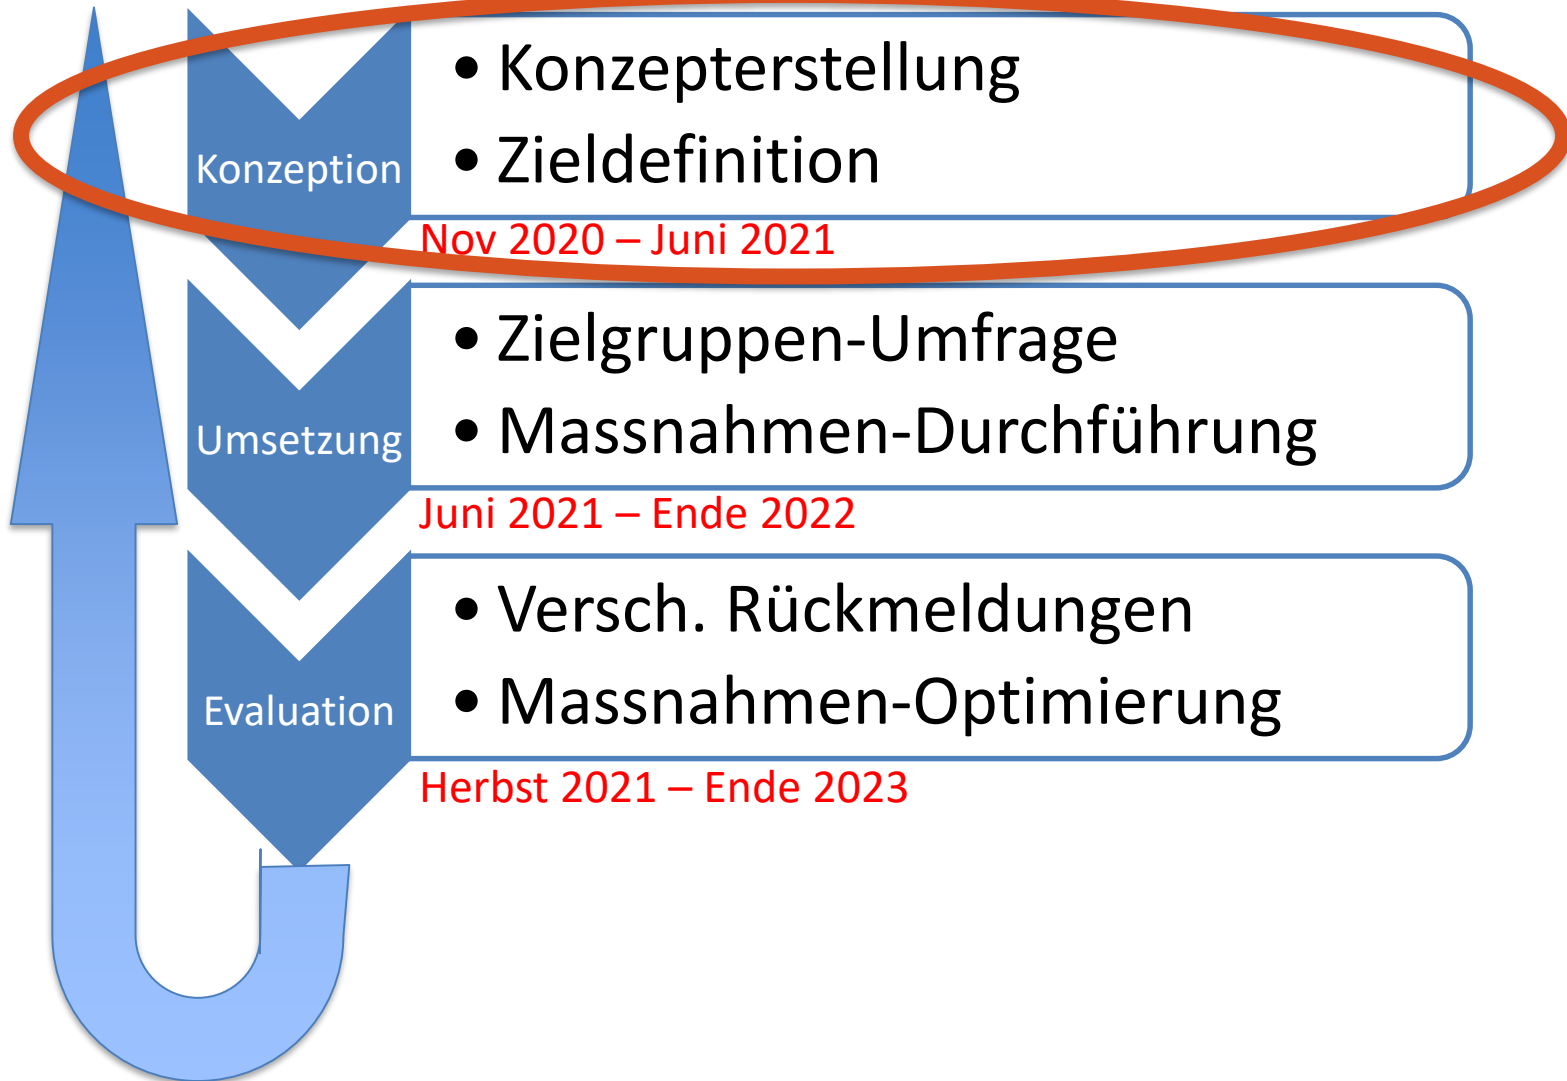 Konzeption
• Konzepterstellung
• Zieldefinition
Nov 2020 – Juni 2021
Umsetzung
• Zielgruppen-Umfrage
• Massnahmen-Durchführung
Juni 2021 – Ende 2022
Evaluation
• Versch. Rückmeldungen
• Massnahmen-Optimierung
Herbst 2021 – Ende 2023